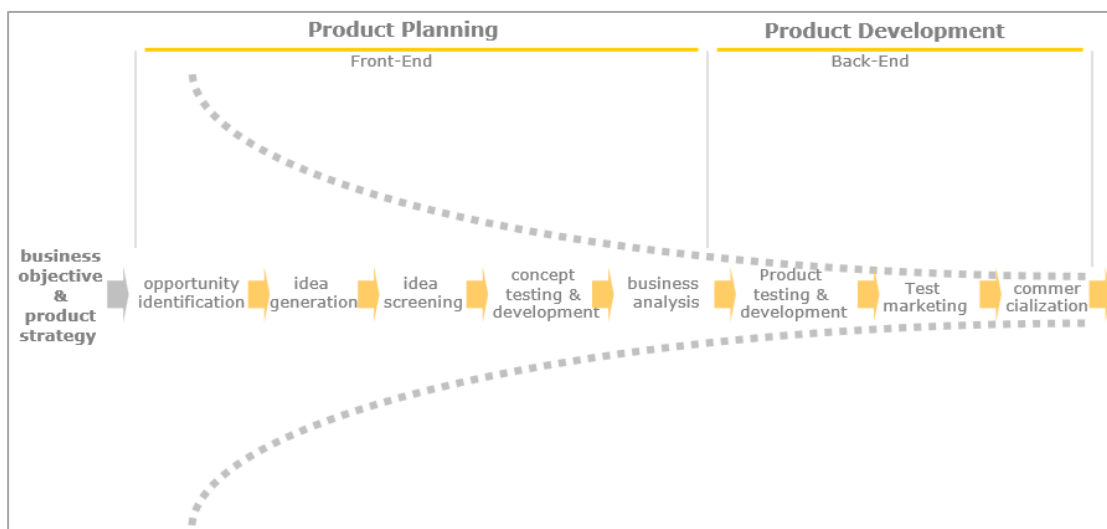 Product Planning
Product Development
Front-End
Back-End
business
objective
&
product
strategy
opportunity
identification
idea
generation
idea
screening
concept
testing &
development
business
analysis
Product
testing &
development
Test
marketing
commer
cialization